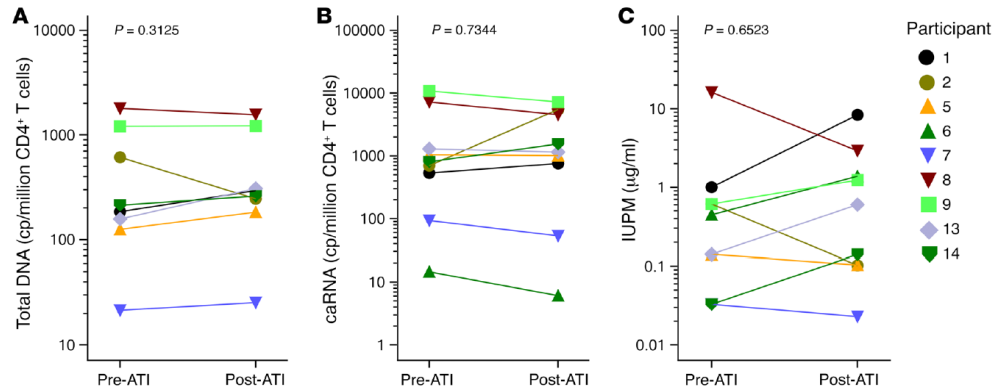 A
P = 0.3125
Total DNA (cp/million CD4⁺ T cells)
10000
1000
100
10
Pre-ATI
Post-ATI
B
P = 0.7344
caRNA (cp/million CD4⁺ T cells)
100000
10000
1000
100
10
1
Pre-ATI
Post-ATI
C
P = 0.6523
IUPM (μg/ml)
100
10
1
0.1
0.01
Pre-ATI
Post-ATI
Participant
1
2
5
6
7
8
9
13
14